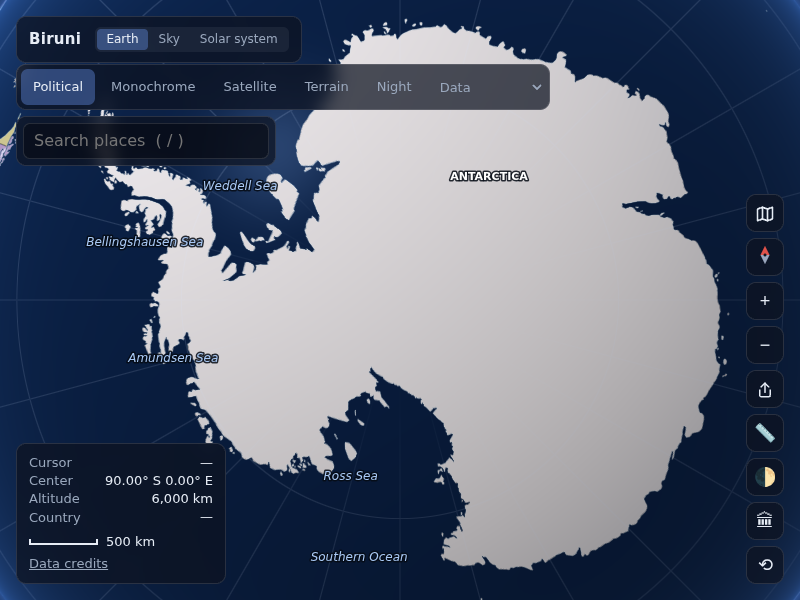 Biruni Earth Sky Solar system
Political Monochrome Satellite Terrain Night Data
Search places ( / )
ANTARCTICA
Weddell Sea
Bellingshausen Sea
Amundsen Sea
Ross Sea
Southern Ocean
Cursor —
Center 90.00° S 0.00° E
Altitude 6,000 km
Country —
500 km
Data credits